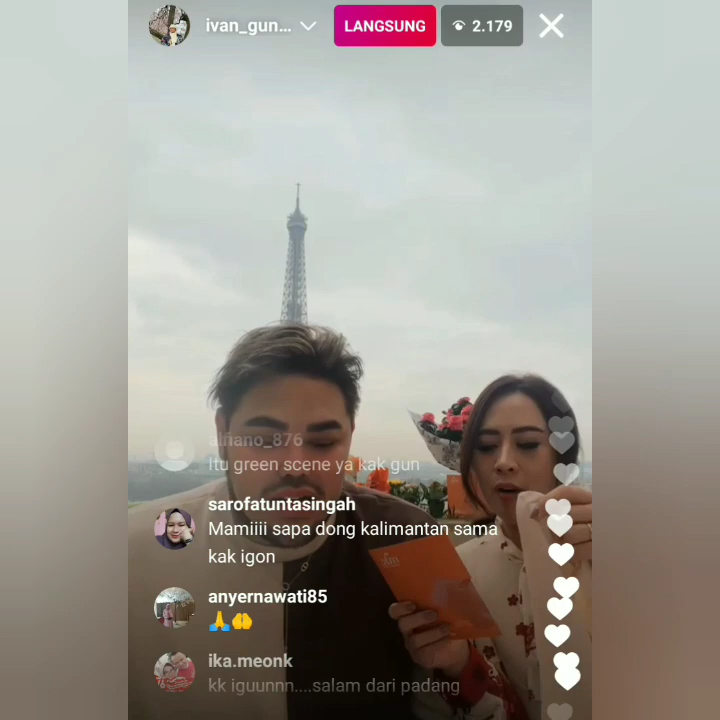 ivan_gun...
LANGSUNG
2.179
alfiano_876
Itu green scene ya kak gun
sarofatuntasingah
Mamiiii sapa dong kalimantan sama
kak igon
anyernawati85
ika.meonk
kk iguunnn....salam dari padang